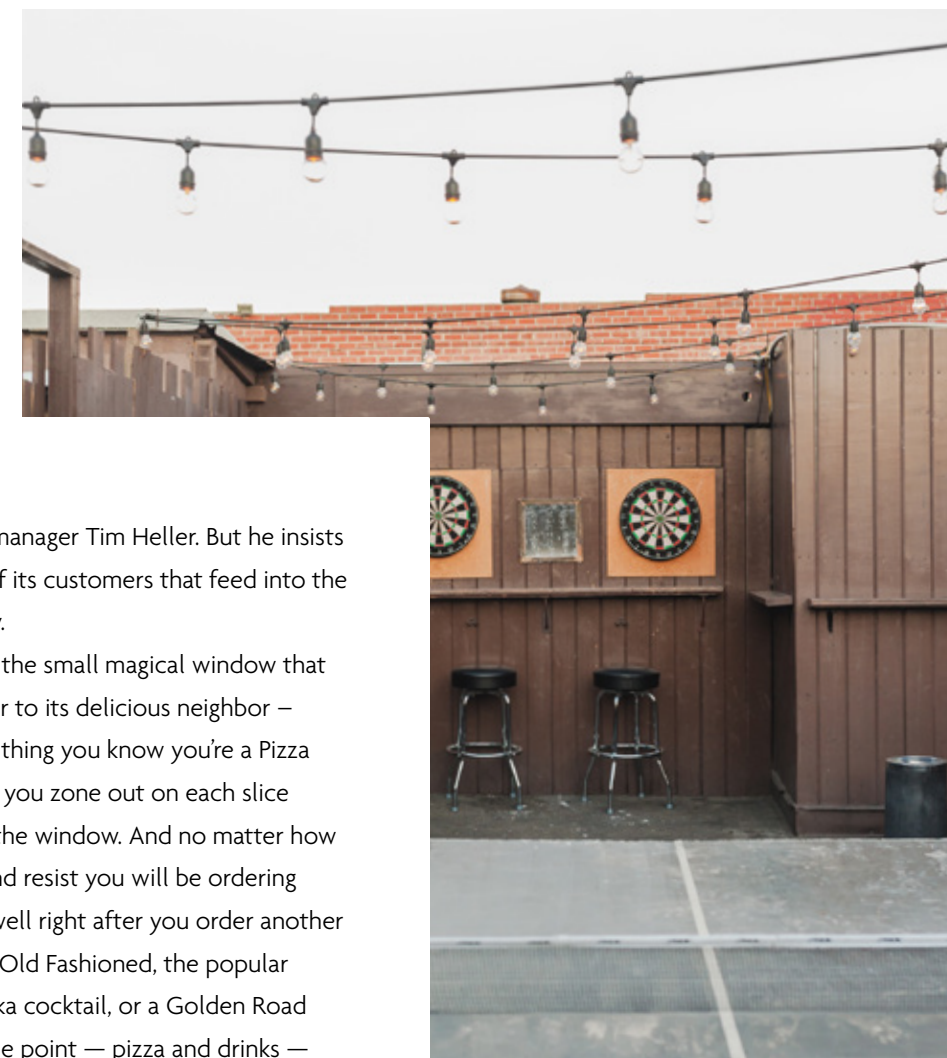 manager Tim Heller. But he insists
f its customers that feed into the
the small magical window that
r to its delicious neighbor –
thing you know you’re a Pizza
you zone out on each slice
the window. And no matter how
nd resist you will be ordering
well right after you order another
Old Fashioned, the popular
ka cocktail, or a Golden Road
e point — pizza and drinks —